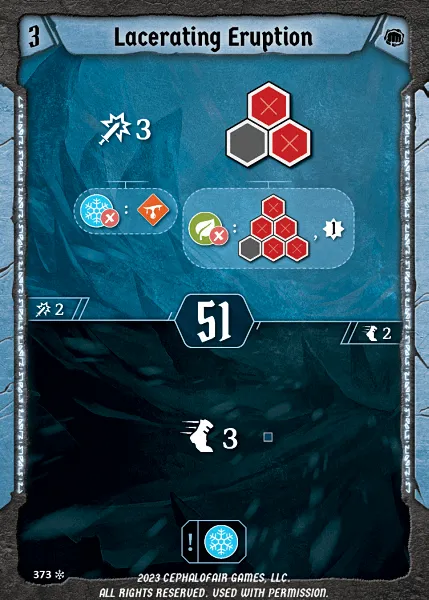 3
Lacerating Eruption
3
:
: , 1
2
51
2
3
!
373
2023 CEPHALOFAIR GAMES, LLC.
ALL RIGHTS RESERVED. USED WITH PERMISSION.